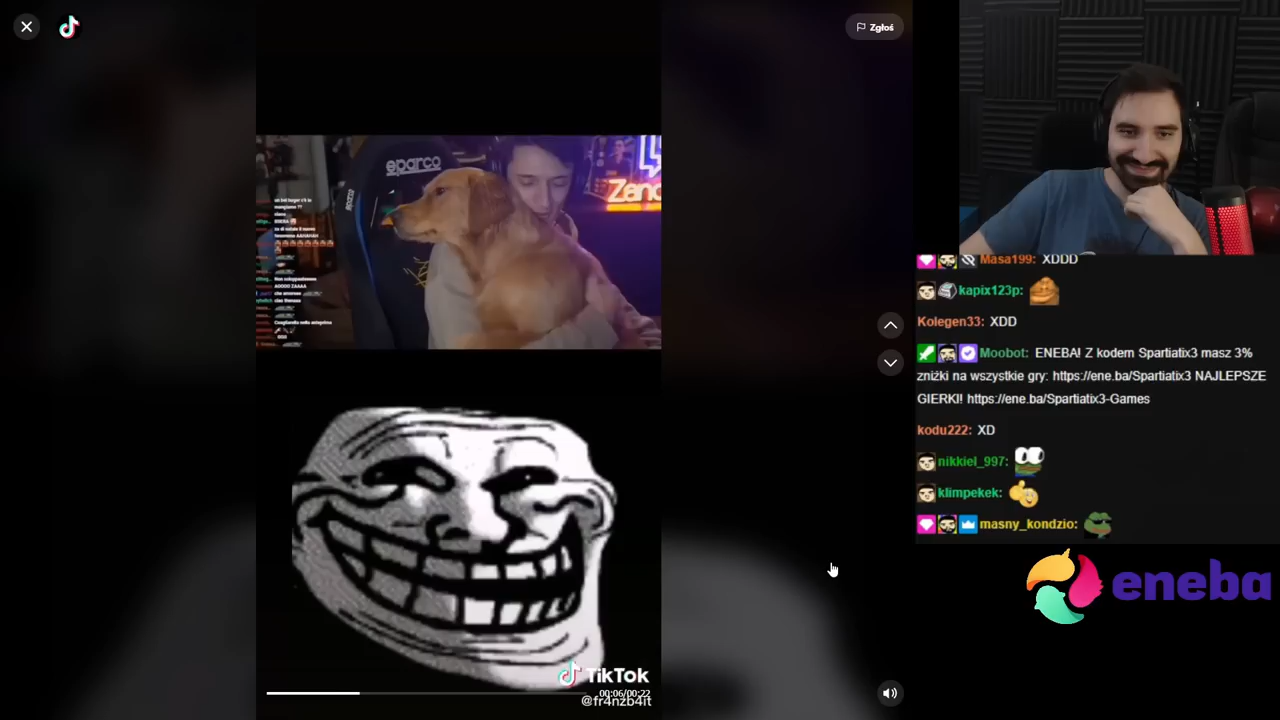 Zgłoś
eparco
Zano
TikTok
00:06/00:22
@fr4nzb4it
Masa199: XDDD
kapix123p:
Kolegen33: XDD
Moobot: ENEBA! Z kodem Spartiatix3 masz 3%
zniżki na wszystkie gry: https://ene.ba/Spartiatix3 NAJLEPSZE
GIERKI! https://ene.ba/Spartiatix3-Games
kodu222: XD
nikkiel_997:
klimpekek:
masny_kondzio:
eneba